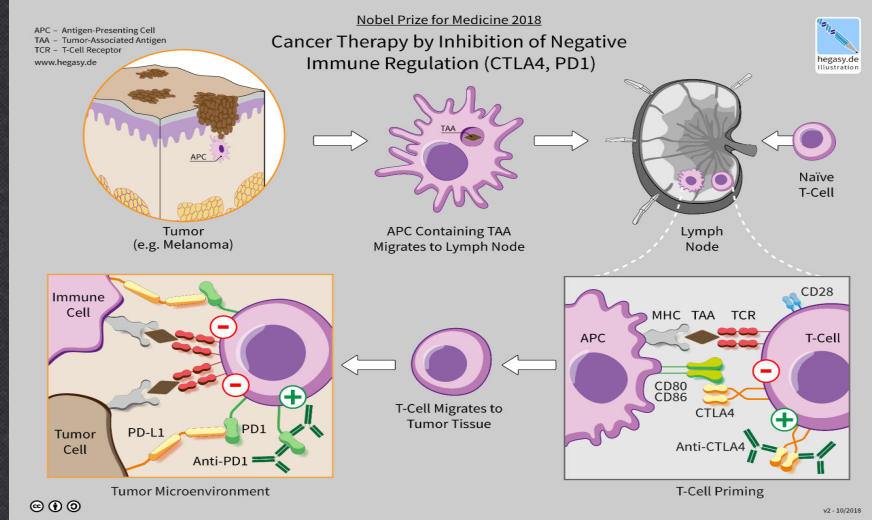 Nobel Prize for Medicine 2018
Cancer Therapy by Inhibition of Negative
Immune Regulation (CTLA4, PD1)
APC – Antigen-Presenting Cell
TAA – Tumor-Associated Antigen
TCR – T-Cell Receptor
www.hegasy.de
hegasy.de
Illustration
APC
Tumor
(e.g. Melanoma)
TAA
APC Containing TAA
Migrates to Lymph Node
Lymph
Node
Naïve
T-Cell
CD28
MHC TAA TCR
APC
T-Cell
CD80
CD86
CTLA4
Anti-CTLA4
T-Cell Priming
T-Cell Migrates to
Tumor Tissue
Immune
Cell
PD-L1
PD1
Tumor
Cell
Anti-PD1
Tumor Microenvironment
v2 - 10/2018